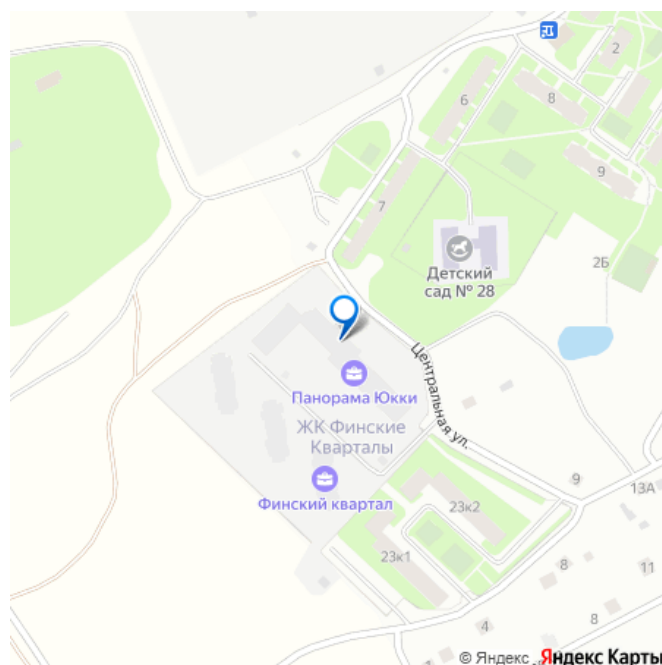 2
6
8
9
7
Детский
сад № 28
2Б
Центральная ул.
Панорама Юкки
ЖК Финские
Кварталы
Финский квартал
9
13А
23к2
23к1
8
11
4
8
© Яндекс Яндекс Карты